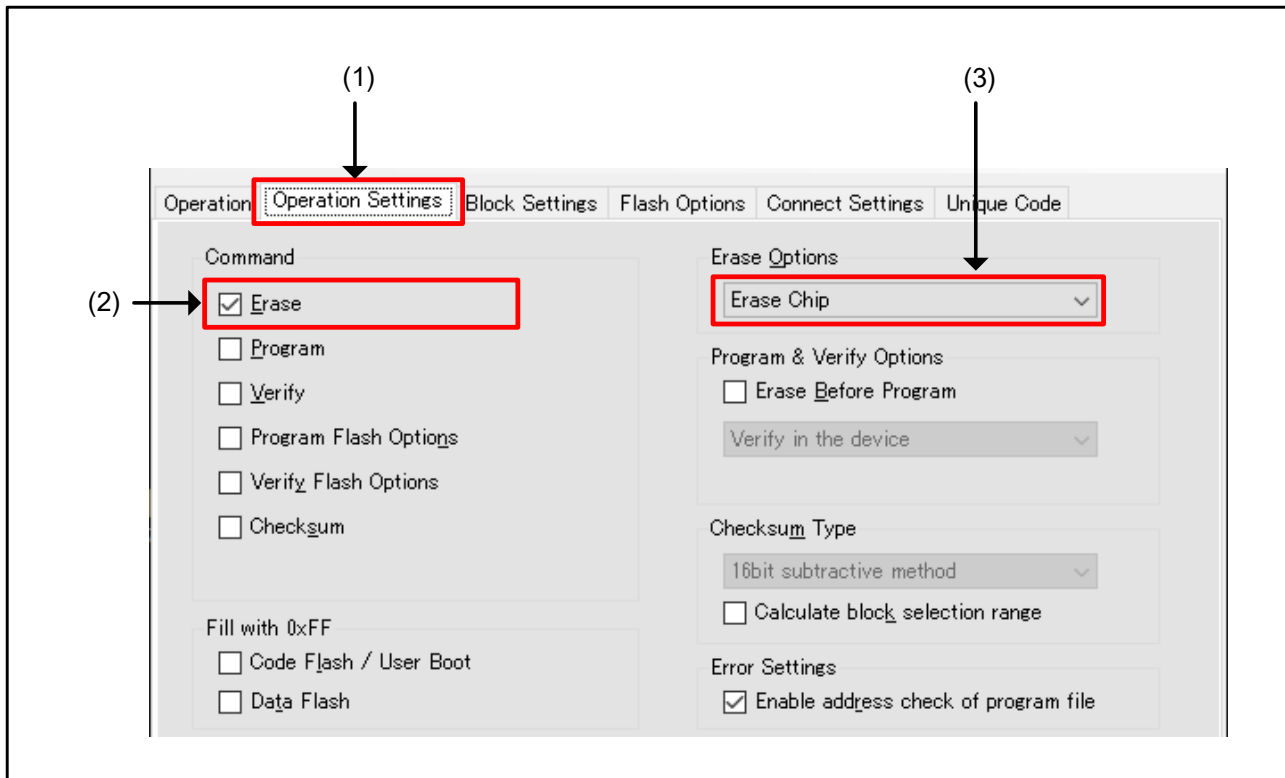 (1)
(3)
Operation Operation Settings Block Settings Flash Options Connect Settings Unique Code
Command
(2)
Erase
Program
Verify
Program Flash Options
Verify Flash Options
Checksum
Fill with 0xFF
Code Flash / User Boot
Data Flash
Erase Options
Erase Chip
Program & Verify Options
Erase Before Program
Verify in the device
Checksum Type
16bit subtractive method
Calculate block selection range
Error Settings
Enable address check of program file